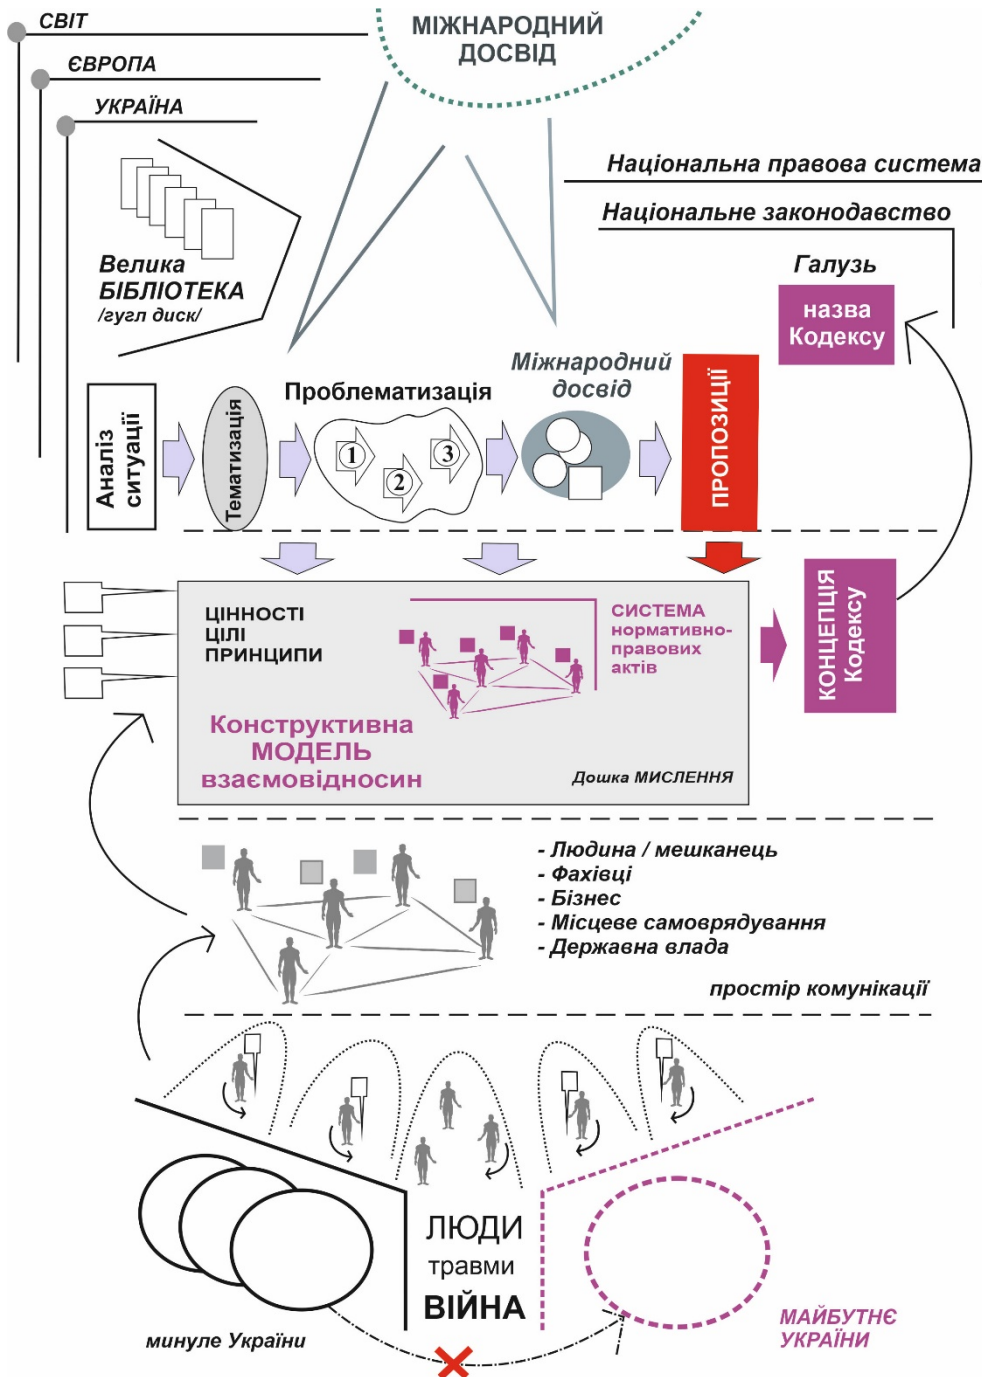 СВІТ
ЄВРОПА
УКРАЇНА
МІЖНАРОДНИЙ
ДОСВІД
Національна правова система
Національне законодавство
Галузь
назва
Кодексу
Велика
БІБЛІОТЕКА
/гугл диск/
Аналіз
ситуації
Тематизація
Проблематизація
1
2
3
Міжнародний
досвід
ПРОПОЗИЦІЇ
ЦІННОСТІ
ЦІЛІ
ПРИНЦИПИ
СИСТЕМА
нормативно-
правових
актів
Конструктивна
МОДЕЛЬ
взаємовідносин
Дошка МИСЛЕННЯ
КОНЦЕПЦІЯ
Кодексу
- Людина / мешканець
- Фахівці
- Бізнес
- Місцеве самоврядування
- Державна влада
простір комунікації
ЛЮДИ
травми
ВІЙНА
минуле України
МАЙБУТНЄ
УКРАЇНИ